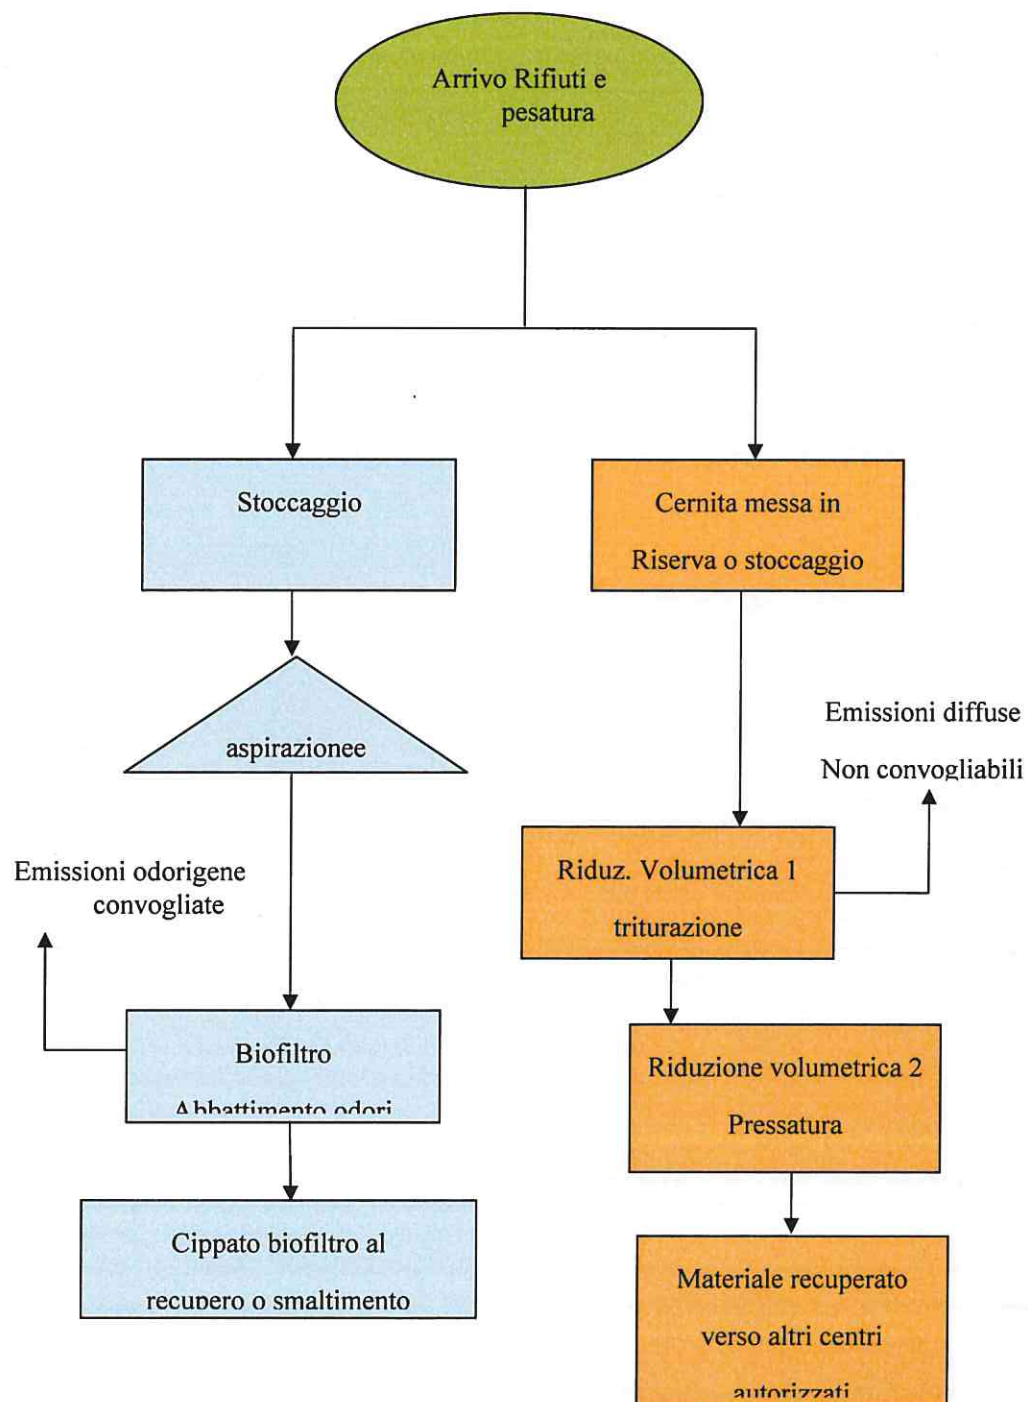 Arrivo Rifiuti e
pesatura
Stoccaggio
Cernita messa in
Riserva o stoccaggio
aspirazionee
Emissioni diffuse
Non convogliabili
Emissioni odorigene
convogliate
Riduz. Volumetrica 1
triturazione
Biofiltro
Abbattimento odori
Riduzione volumetrica 2
Pressatura
Cippato biofiltro al
recupero o smaltimento
Materiale recuperato
verso altri centri
autorizzati